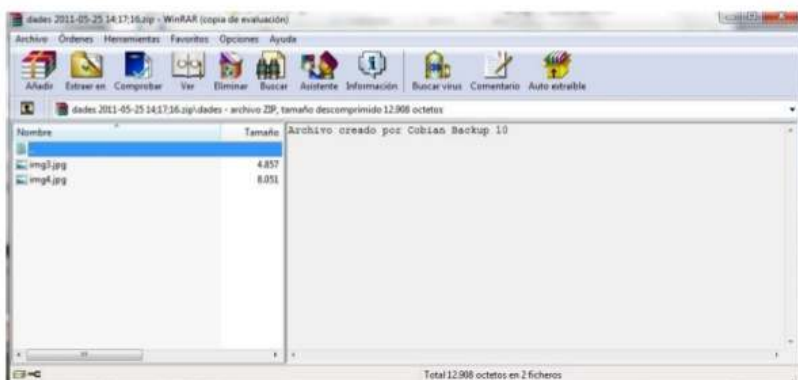 dades 2011-05-25 14;17;16.zip - WinRAR (copia de evaluación)
Archivo Órdenes Herramientas Favoritos Opciones Ayuda
Añadir Extraer en Comprobar Ver Eliminar Buscar Asistente Información Buscar virus Comentario Auto extraíble
dades 2011-05-25 14;17;16.zip\dades - archivo ZIP, tamaño descomprimido 12.908 octetos
Nombre Tamaño
..
img3.jpg 4.857
img4.jpg 8.051
Archivo creado por Cobian Backup 10
Total 12.908 octetos en 2 ficheros